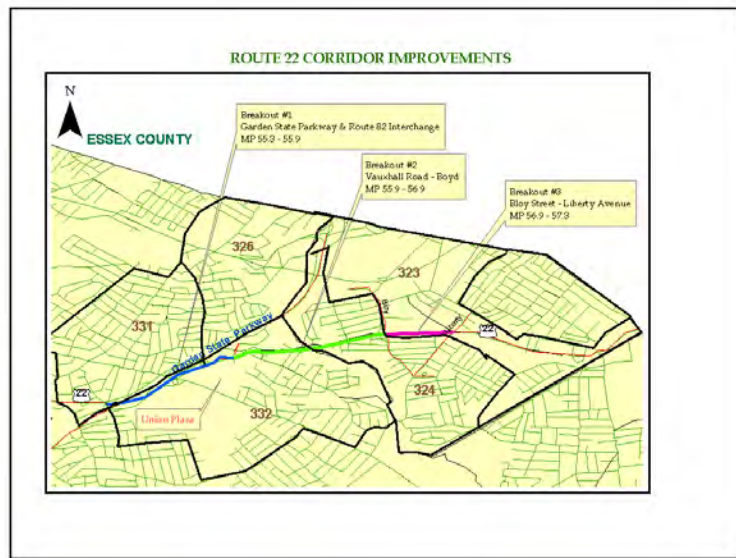 ROUTE 22 CORRIDOR IMPROVEMENTS
N
ESSEX COUNTY
Breakout #1
Garden State Parkway & Route 82 Interchange
MP 55.3 - 55.9
Breakout #2
Vauxhall Road - Boyd
MP 55.9 - 56.9
Breakout #3
Bloy Street - Liberty Avenue
MP 56.9 - 57.3
326
323
331
Garden State Parkway
Bloy
Liberty
22
22
324
Union Plaza
332